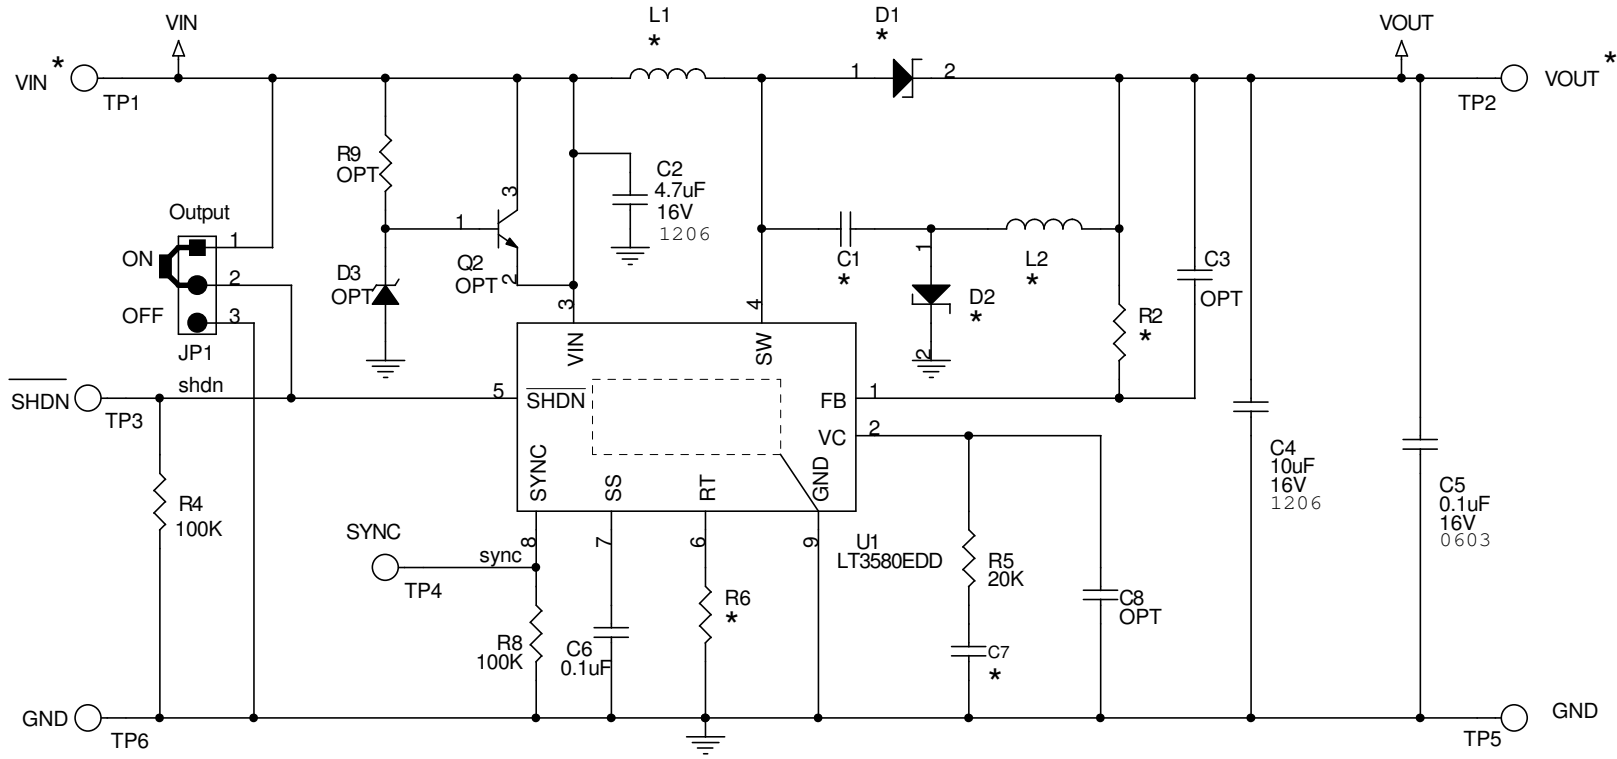 VIN
L1
*
D1
*
VOUT
VIN *
TP1
1
2
TP2
VOUT *
R9
OPT
3
1
Q2
OPT
2
D3
OPT
C2
4.7uF
16V
1206
Output
ON
OFF
1
2
3
JP1
C1
*
1
D2
*
2
L2
*
C3
OPT
R2
*
3
4
VIN
SW
SHDN
TP3
shdn
5
SHDN
FB
1
VC
2
SYNC
SS
RT
GND
R4
100K
C4
10uF
16V
1206
C5
0.1uF
16V
0603
SYNC
TP4
sync
8
7
6
9
U1
LT3580EDD
R5
20K
R8
100K
C6
0.1uF
R6
*
C7
*
C8
OPT
GND
TP6
TP5
GND